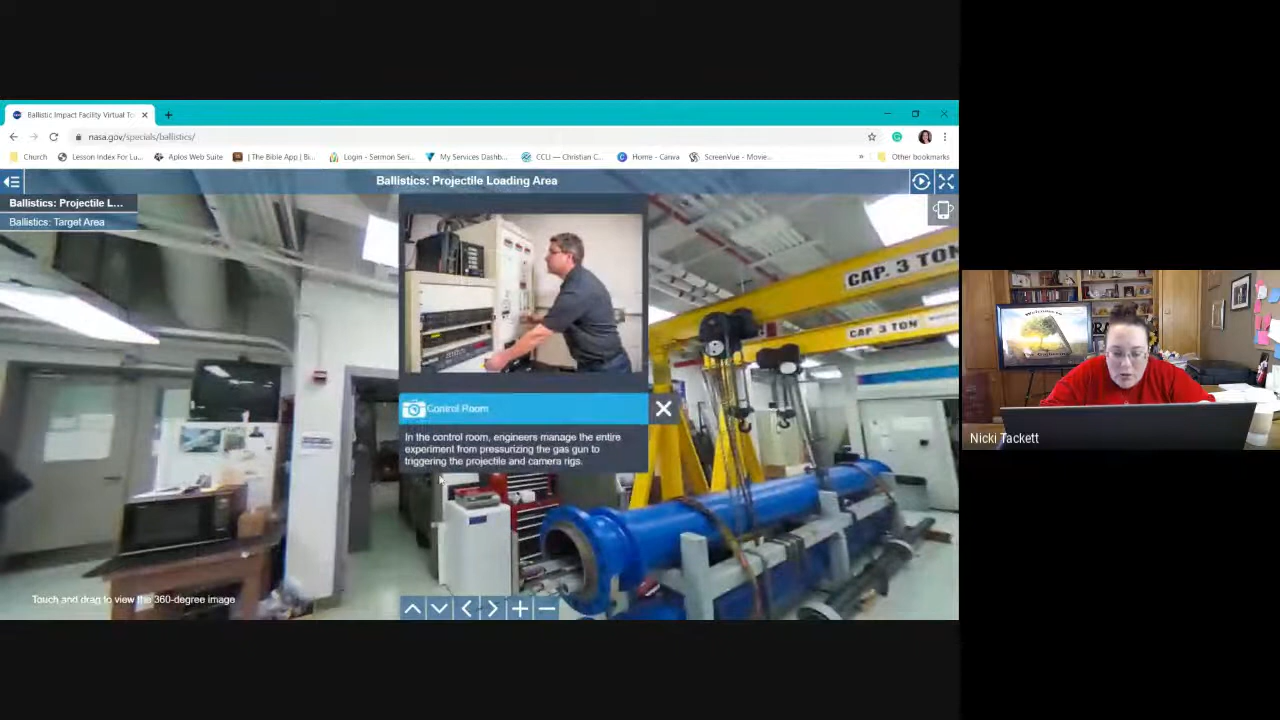 Ballistic Impact Facility Virtual To
nasa.gov/specials/ballistics/
Church
Lesson Index For Lu...
Aplos Web Suite
| The Bible App | Bi...
Login - Sermon Seri...
My Services Dashb...
CCLI — Christian C...
Home - Canva
ScreenVue - Movie...
»
Other bookmarks
Ballistics: Projectile Loading Area
Ballistics: Projectile L...
Ballistics: Target Area
CAP. 3 TON
CAP. 3 TON
Control Room
In the control room, engineers manage the entire
experiment from pressurizing the gas gun to
triggering the projectile and camera rigs.
Touch and drag to view the 360-degree image
Welcome to
Nicki Tackett